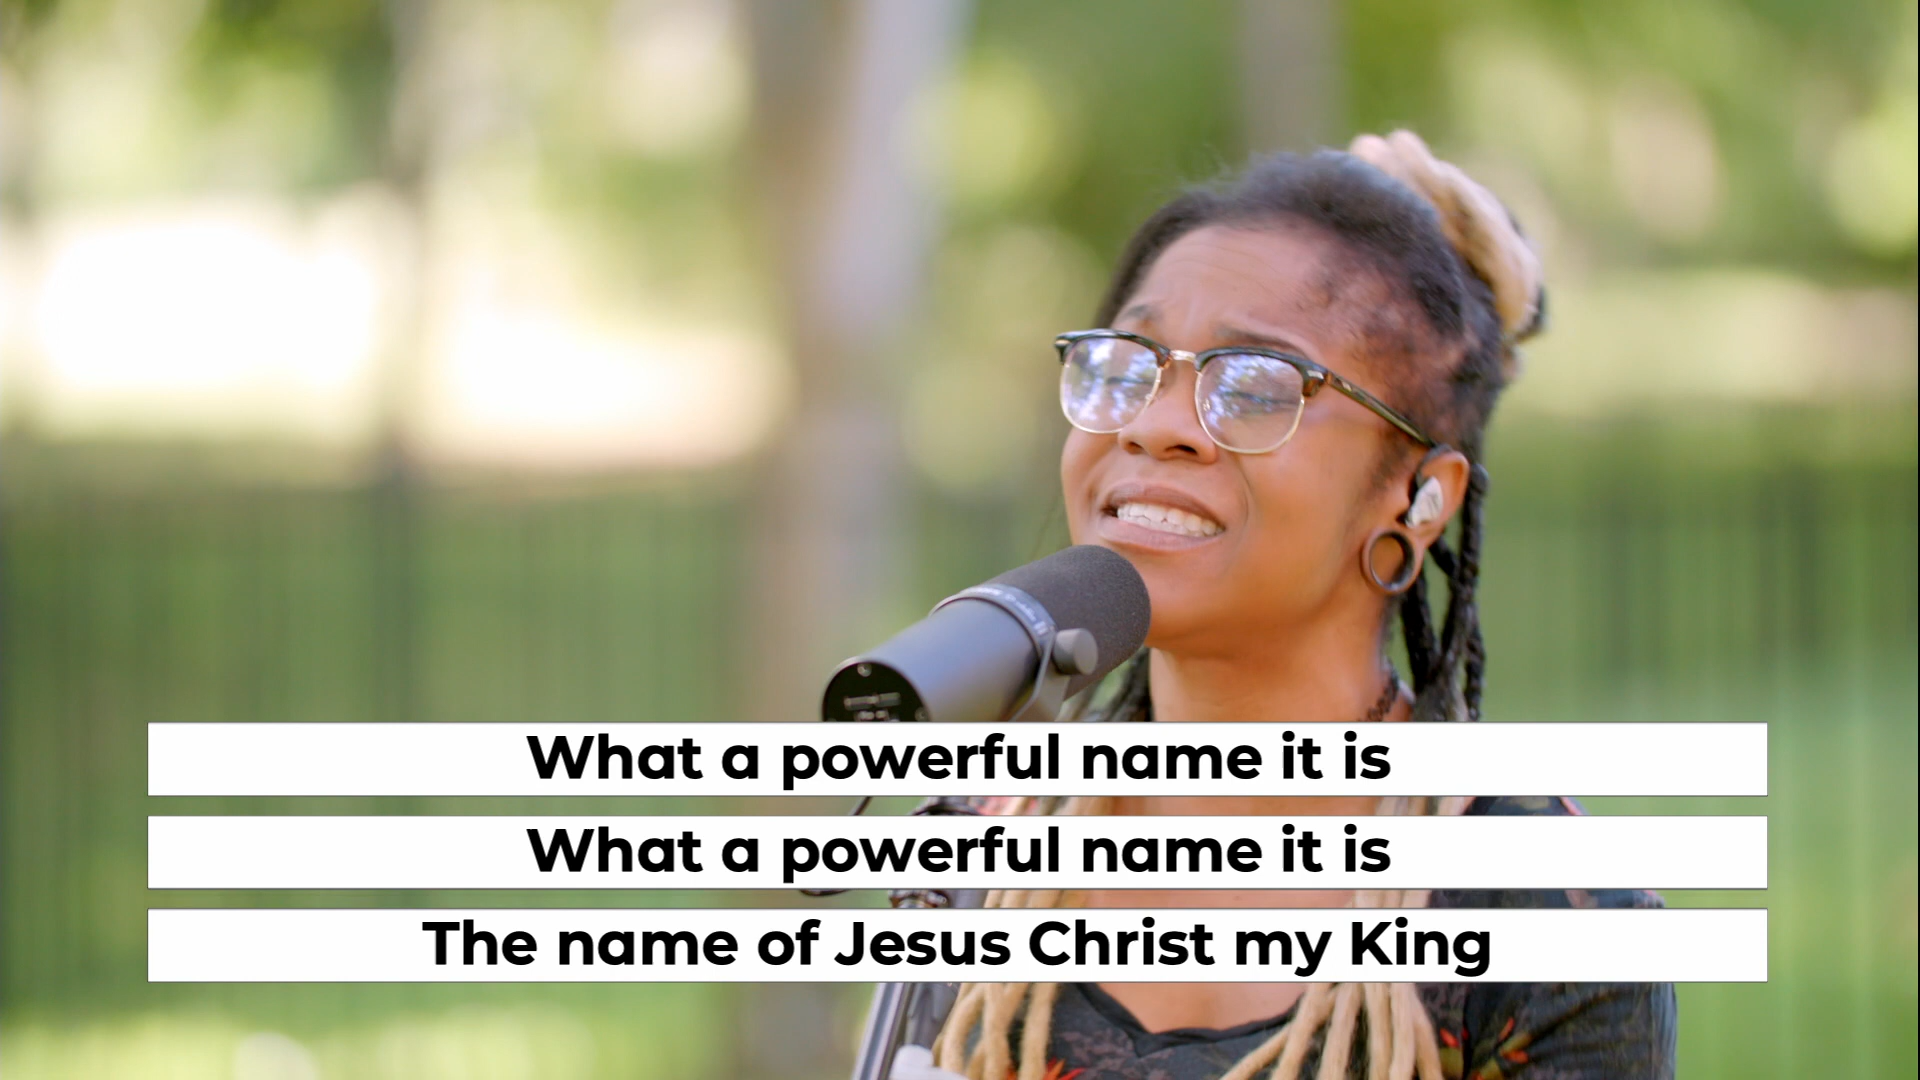 What a powerful name it is
What a powerful name it is
The name of Jesus Christ my King